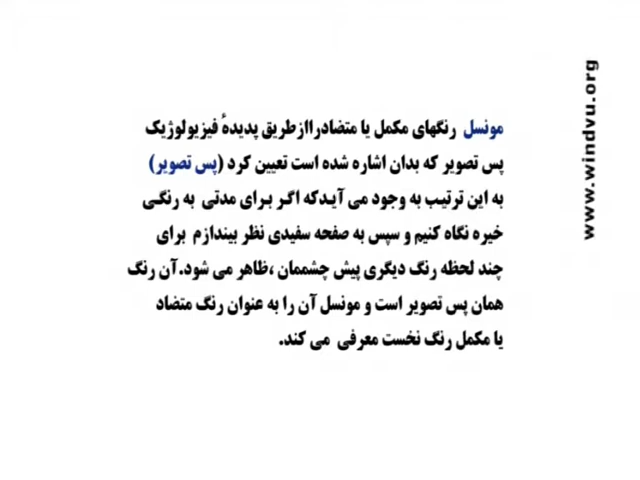 مونسل رنگهای مکمل یا متضادراازطریق پدیدهٔ فیزیولوژیک
پس تصویر که بدان اشاره شده است تعیین کرد (پس تصویر)
به این ترتیب به وجود می آیدکه اگر برای مدتی به رنگی
خیره نگاه کنیم و سپس به صفحه سفیدی نظر بیندازم برای
چند لحظه رنگ دیگری پیش چشممان ،ظاهر می شود.آن رنگ
همان پس تصویر است و مونسل آن را به عنوان رنگ متضاد
یا مکمل رنگ نخست معرفی می کند.
www.windvu.org